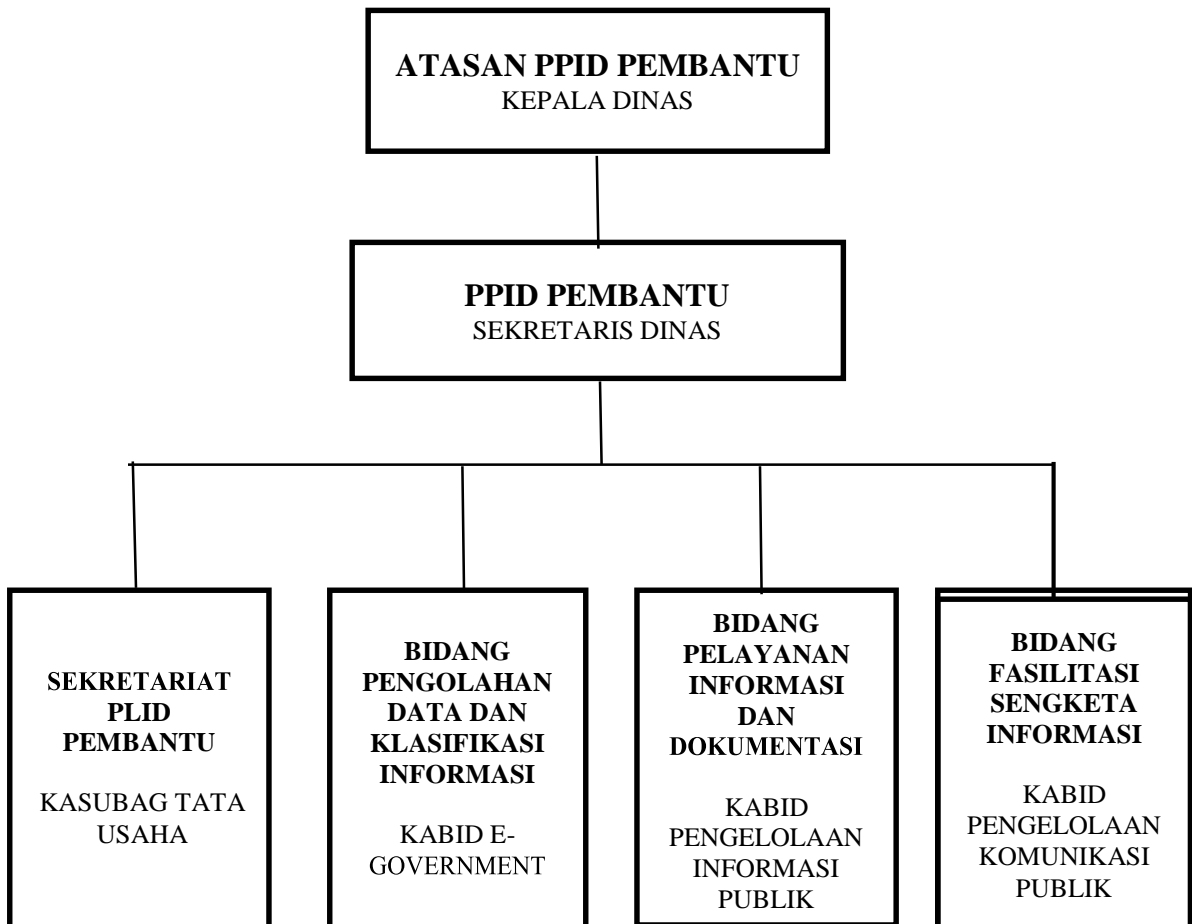 ATASAN PPID PEMBANTU
KEPALA DINAS
PPID PEMBANTU
SEKRETARIS DINAS
SEKRETARIAT
PLID
PEMBANTU
KASUBAG TATA
USAHA
BIDANG
PENGOLAHAN
DATA DAN
KLASIFIKASI
INFORMASI
KABID E-
GOVERNMENT
BIDANG
PELAYANAN
INFORMASI
DAN
DOKUMENTASI
KABID
PENGELOLAAN
INFORMASI
PUBLIK
BIDANG
FASILITASI
SENGKETA
INFORMASI
KABID
PENGELOLAAN
KOMUNIKASI
PUBLIK